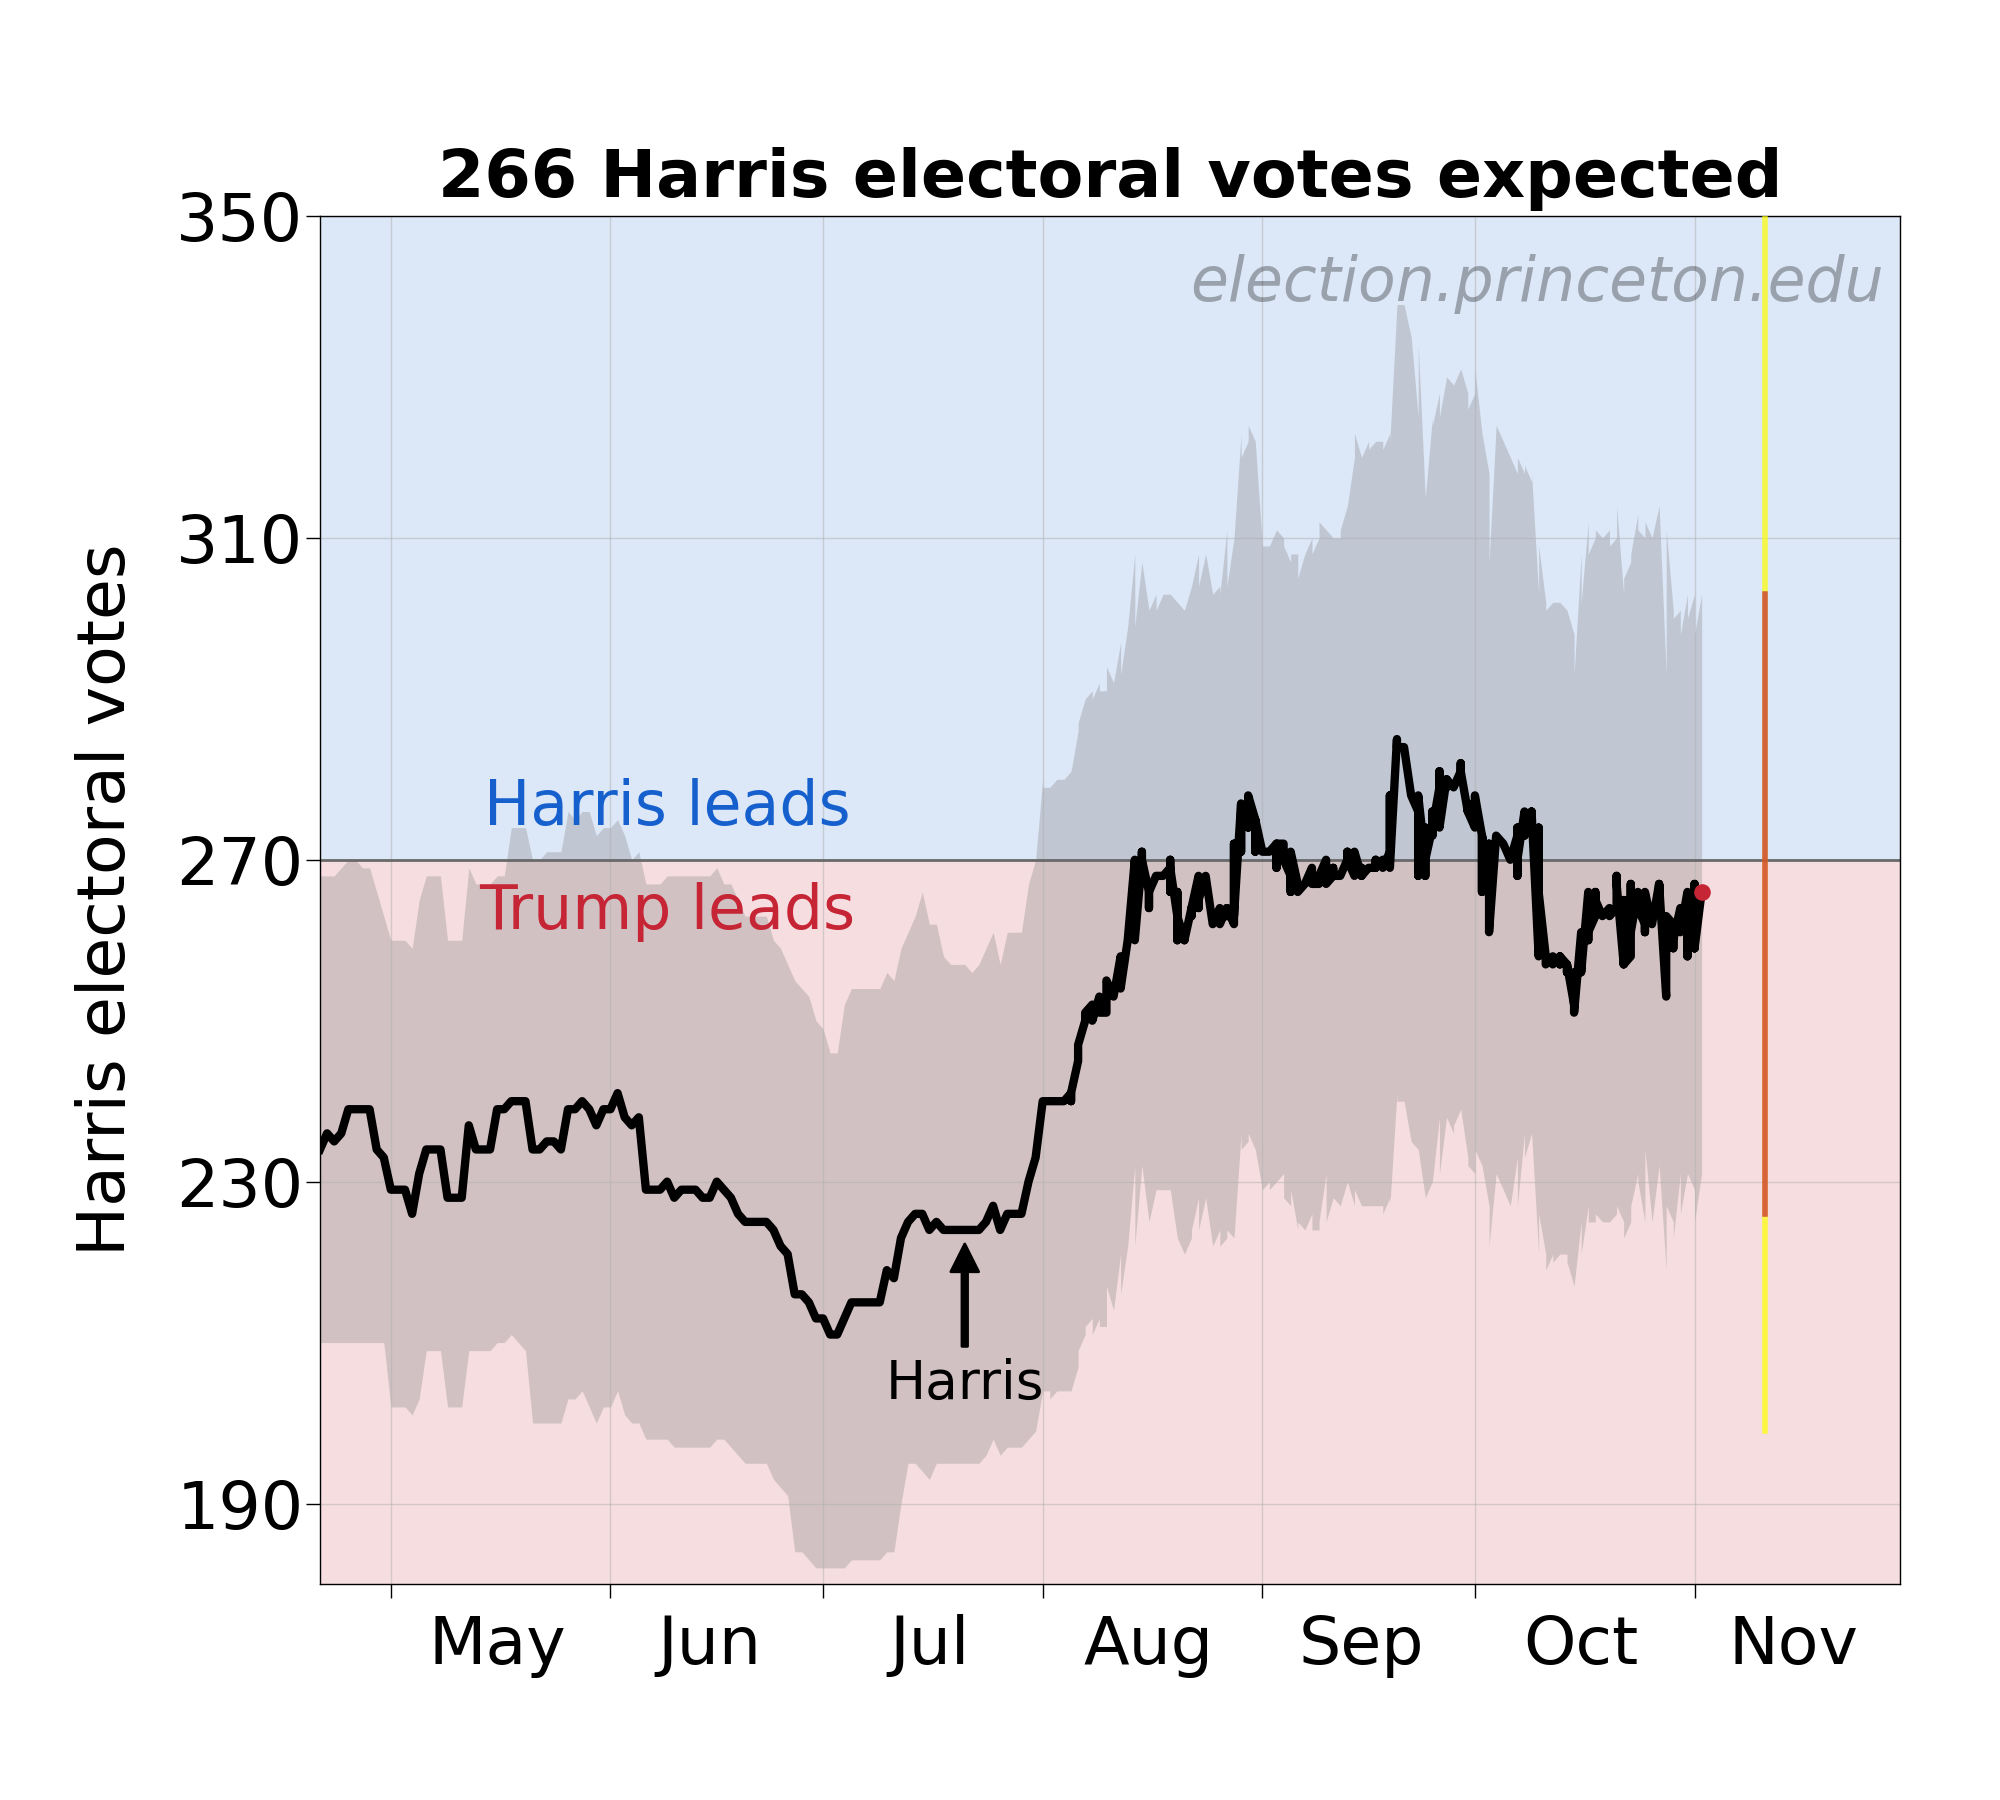 266 Harris electoral votes expected
350
election.princeton.edu
310
Harris leads
270
Trump leads
Harris electoral votes
230
Harris
190
May Jun Jul Aug Sep Oct Nov